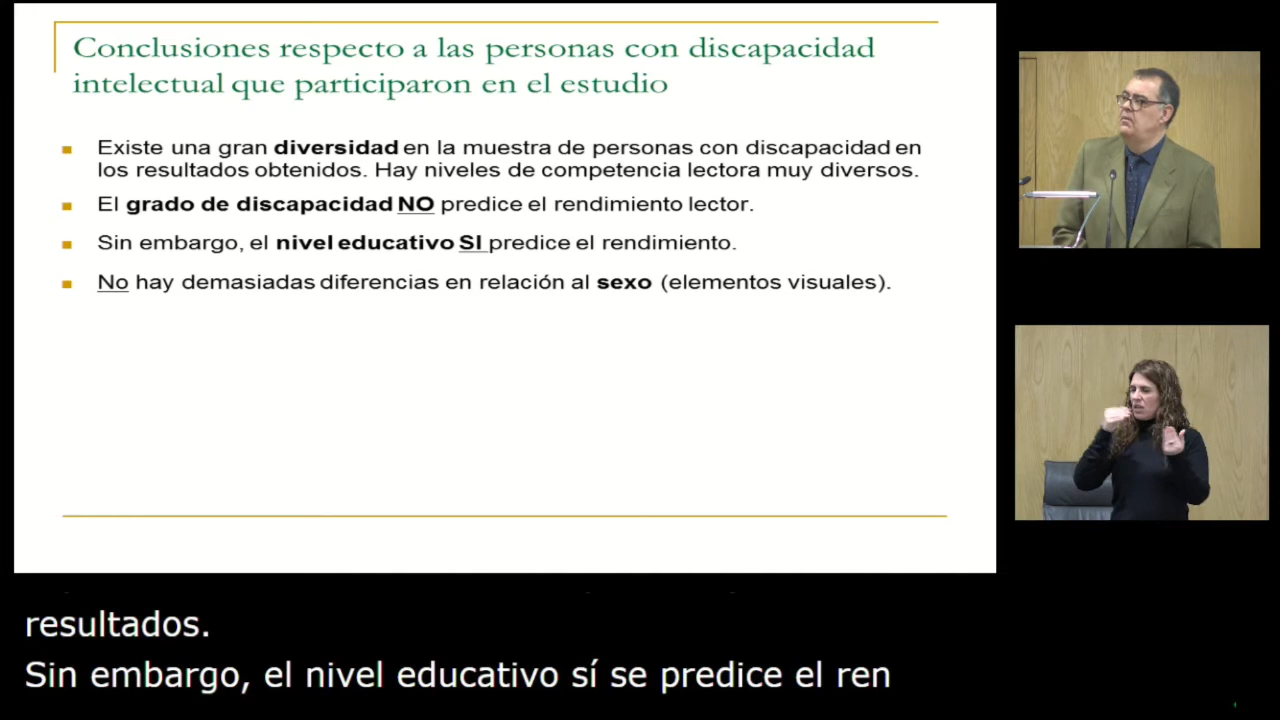 Conclusiones respecto a las personas con discapacidad
intelectual que participaron en el estudio
Existe una gran diversidad en la muestra de personas con discapacidad en
los resultados obtenidos. Hay niveles de competencia lectora muy diversos.
El grado de discapacidad NO predice el rendimiento lector.
Sin embargo, el nivel educativo SI predice el rendimiento.
No hay demasiadas diferencias en relación al sexo (elementos visuales).
resultados.
Sin embargo, el nivel educativo sí se predice el ren